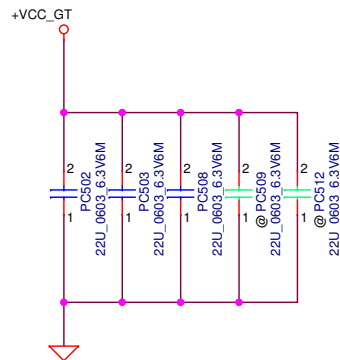 +VCC_GT
2
1
PC502
22U_0603_6.3V6M
2
1
PC503
22U_0603_6.3V6M
2
1
PC508
22U_0603_6.3V6M
2
1
@PC509
22U_0603_6.3V6M
2
1
@PC512
22U_0603_6.3V6M